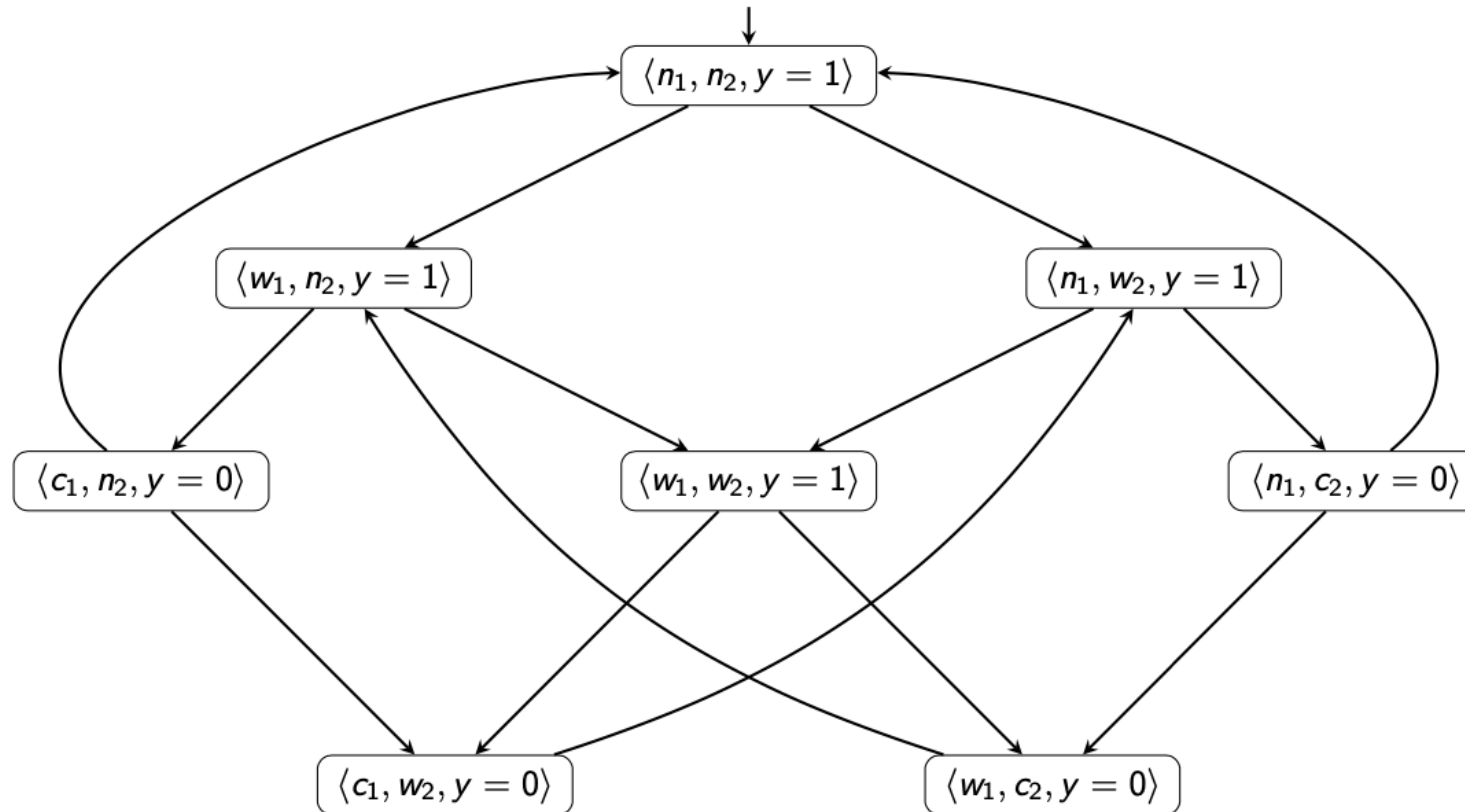 ⟨n₁, n₂, y = 1⟩
⟨w₁, n₂, y = 1⟩
⟨n₁, w₂, y = 1⟩
⟨c₁, n₂, y = 0⟩
⟨w₁, w₂, y = 1⟩
⟨n₁, c₂, y = 0⟩
⟨c₁, w₂, y = 0⟩
⟨w₁, c₂, y = 0⟩